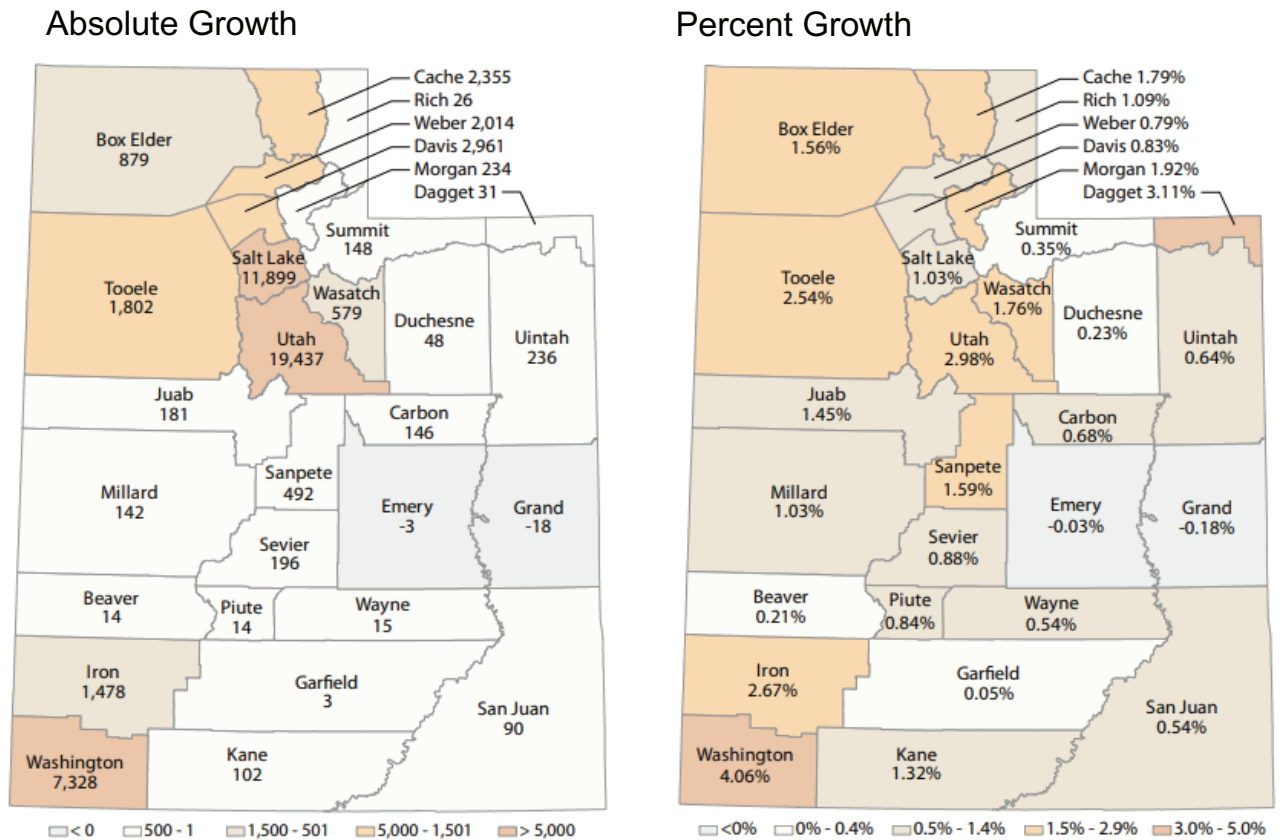 Absolute Growth
Cache 2,355
Rich 26
Weber 2,014
Davis 2,961
Morgan 234
Dagget 31
Box Elder
879
Summit
148
Salt Lake
11,899
Tooele
1,802
Wasatch
579
Duchesne
48
Uintah
236
Utah
19,437
Juab
181
Carbon
146
Sanpete
492
Millard
142
Emery
-3
Grand
-18
Sevier
196
Beaver
14
Piute
14
Wayne
15
Iron
1,478
Garfield
3
San Juan
90
Washington
7,328
Kane
102
< 0 500 - 1 1,500 - 501 5,000 - 1,501 > 5,000
Percent Growth
Cache 1.79%
Rich 1.09%
Weber 0.79%
Davis 0.83%
Morgan 1.92%
Dagget 3.11%
Box Elder
1.56%
Summit
0.35%
Salt Lake
1.03%
Tooele
2.54%
Wasatch
1.76%
Duchesne
0.23%
Uintah
0.64%
Utah
2.98%
Juab
1.45%
Carbon
0.68%
Sanpete
1.59%
Millard
1.03%
Emery
-0.03%
Grand
-0.18%
Sevier
0.88%
Beaver
0.21%
Piute
0.84%
Wayne
0.54%
Iron
2.67%
Garfield
0.05%
San Juan
0.54%
Washington
4.06%
Kane
1.32%
<0% 0% - 0.4% 0.5% - 1.4% 1.5% - 2.9% 3.0% - 5.0%